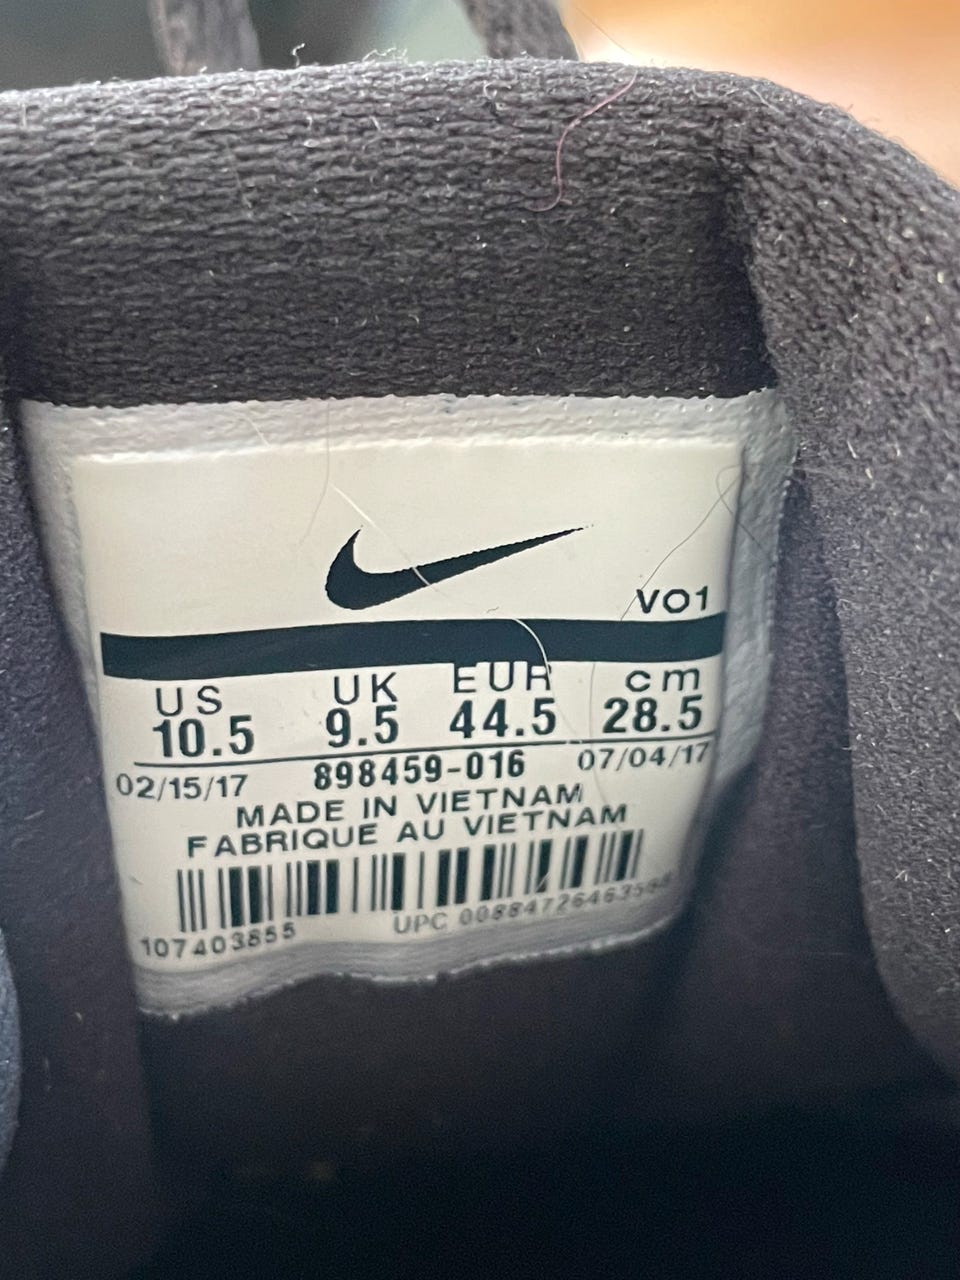 VO1
US UK EUR cm
10.5 9.5 44.5 28.5
02/15/17 898459-016 07/04/17
MADE IN VIETNAM
FABRIQUE AU VIETNAM
107403855 UPC